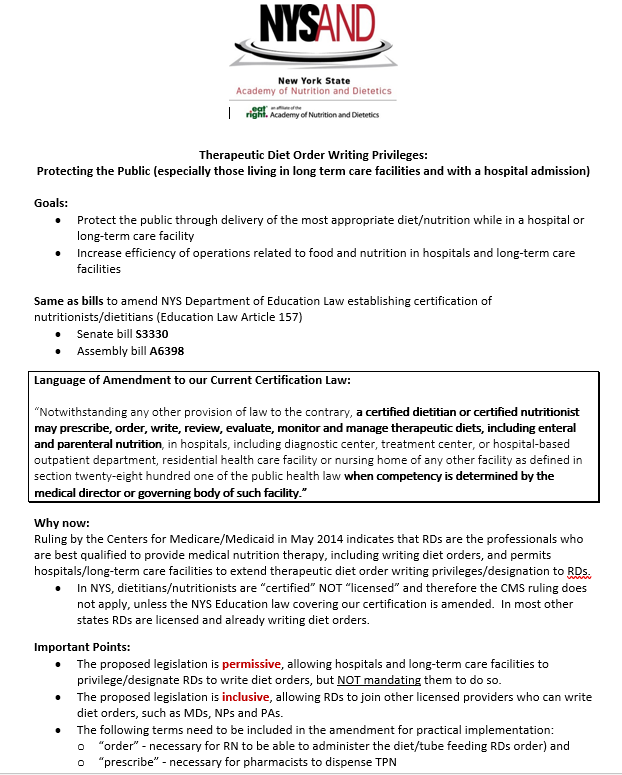 NYSAND
New York State
Academy of Nutrition and Dietetics
eat right. an affiliate of the
Academy of Nutrition and Dietetics
Therapeutic Diet Order Writing Privileges:
Protecting the Public (especially those living in long term care facilities and with a hospital admission)
Goals:
• Protect the public through delivery of the most appropriate diet/nutrition while in a hospital or
long-term care facility
• Increase efficiency of operations related to food and nutrition in hospitals and long-term care
facilities
Same as bills to amend NYS Department of Education Law establishing certification of
nutritionists/dietitians (Education Law Article 157)
• Senate bill S3330
• Assembly bill A6398
Language of Amendment to our Current Certification Law:
“Notwithstanding any other provision of law to the contrary, a certified dietitian or certified nutritionist
may prescribe, order, write, review, evaluate, monitor and manage therapeutic diets, including enteral
and parenteral nutrition, in hospitals, including diagnostic center, treatment center, or hospital-based
outpatient department, residential health care facility or nursing home of any other facility as defined in
section twenty-eight hundred one of the public health law when competency is determined by the
medical director or governing body of such facility.”
Why now:
Ruling by the Centers for Medicare/Medicaid in May 2014 indicates that RDs are the professionals who
are best qualified to provide medical nutrition therapy, including writing diet orders, and permits
hospitals/long-term care facilities to extend therapeutic diet order writing privileges/designation to RDs.
• In NYS, dietitians/nutritionists are “certified” NOT “licensed” and therefore the CMS ruling does
not apply, unless the NYS Education law covering our certification is amended. In most other
states RDs are licensed and already writing diet orders.
Important Points:
• The proposed legislation is permissive, allowing hospitals and long-term care facilities to
privilege/designate RDs to write diet orders, but NOT mandating them to do so.
• The proposed legislation is inclusive, allowing RDs to join other licensed providers who can write
diet orders, such as MDs, NPs and PAs.
• The following terms need to be included in the amendment for practical implementation:
o “order” - necessary for RN to be able to administer the diet/tube feeding RDs order) and
o “prescribe” - necessary for pharmacists to dispense TPN